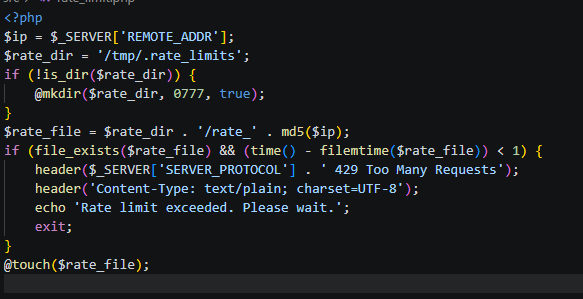 <?php
$ip = $_SERVER['REMOTE_ADDR'];
$rate_dir = '/tmp/.rate_limits';
if (!is_dir($rate_dir)) {
    @mkdir($rate_dir, 0777, true);
}
$rate_file = $rate_dir . '/rate_' . md5($ip);
if (file_exists($rate_file) && (time() - filemtime($rate_file)) < 1) {
    header($_SERVER['SERVER_PROTOCOL'] . ' 429 Too Many Requests');
    header('Content-Type: text/plain; charset=UTF-8');
    echo 'Rate limit exceeded. Please wait.';
    exit;
}
@touch($rate_file);